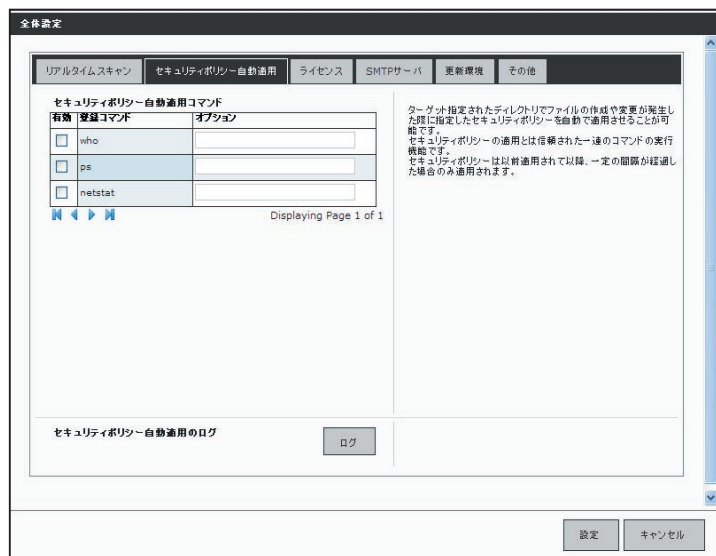 全体設定
リアルタイムスキャン セキュリティポリシー自動適用 ライセンス SMTPサーバ 更新環境 その他
セキュリティポリシー自動適用コマンド
有効 登録コマンド オプション
who
ps
netstat
Displaying Page 1 of 1
ターゲット指定されたディレクトリでファイルの作成や変更が発生し
た際に指定したセキュリティポリシーを自動で適用させることが可
能です。
セキュリティポリシーの適用とは信頼された一連のコマンドの実行
機能です。
セキュリティポリシーは以前適用されて以降、一定の間隔が経過し
た場合のみ適用されます。
セキュリティポリシー自動適用のログ
ログ
設定 キャンセル